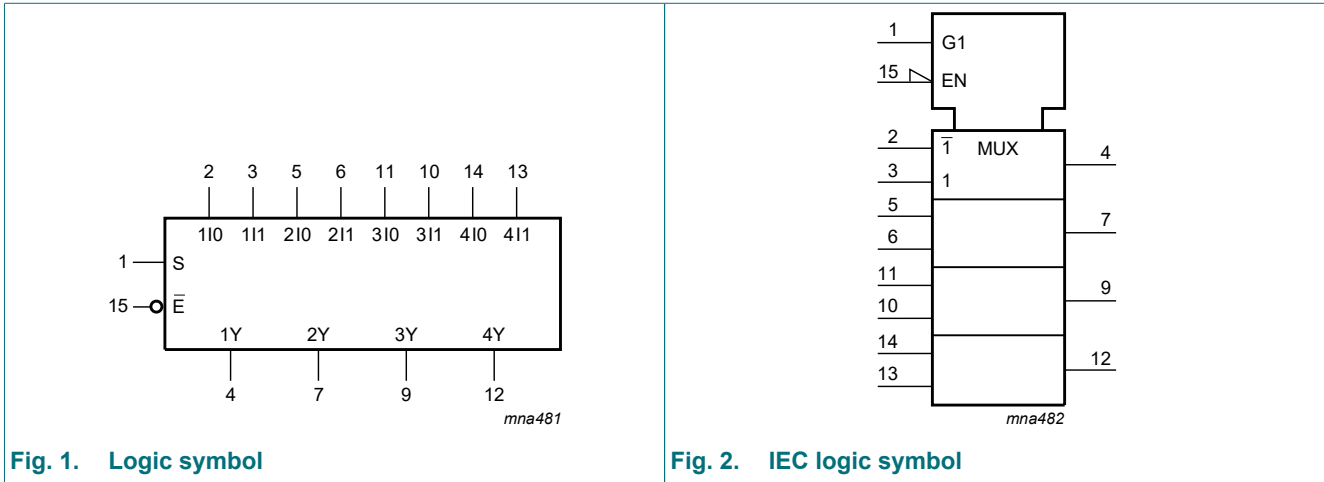 2 3 5 6 11 10 14 13
1I0 1I1 2I0 2I1 3I0 3I1 4I0 4I1
1 S
15 E̅
1Y 2Y 3Y 4Y
4 7 9 12
mna481
Fig. 1. Logic symbol
1 G1
15 EN
2 1̅ MUX 4
3 1
5
7
6
11
9
10
14
12
13
mna482
Fig. 2. IEC logic symbol